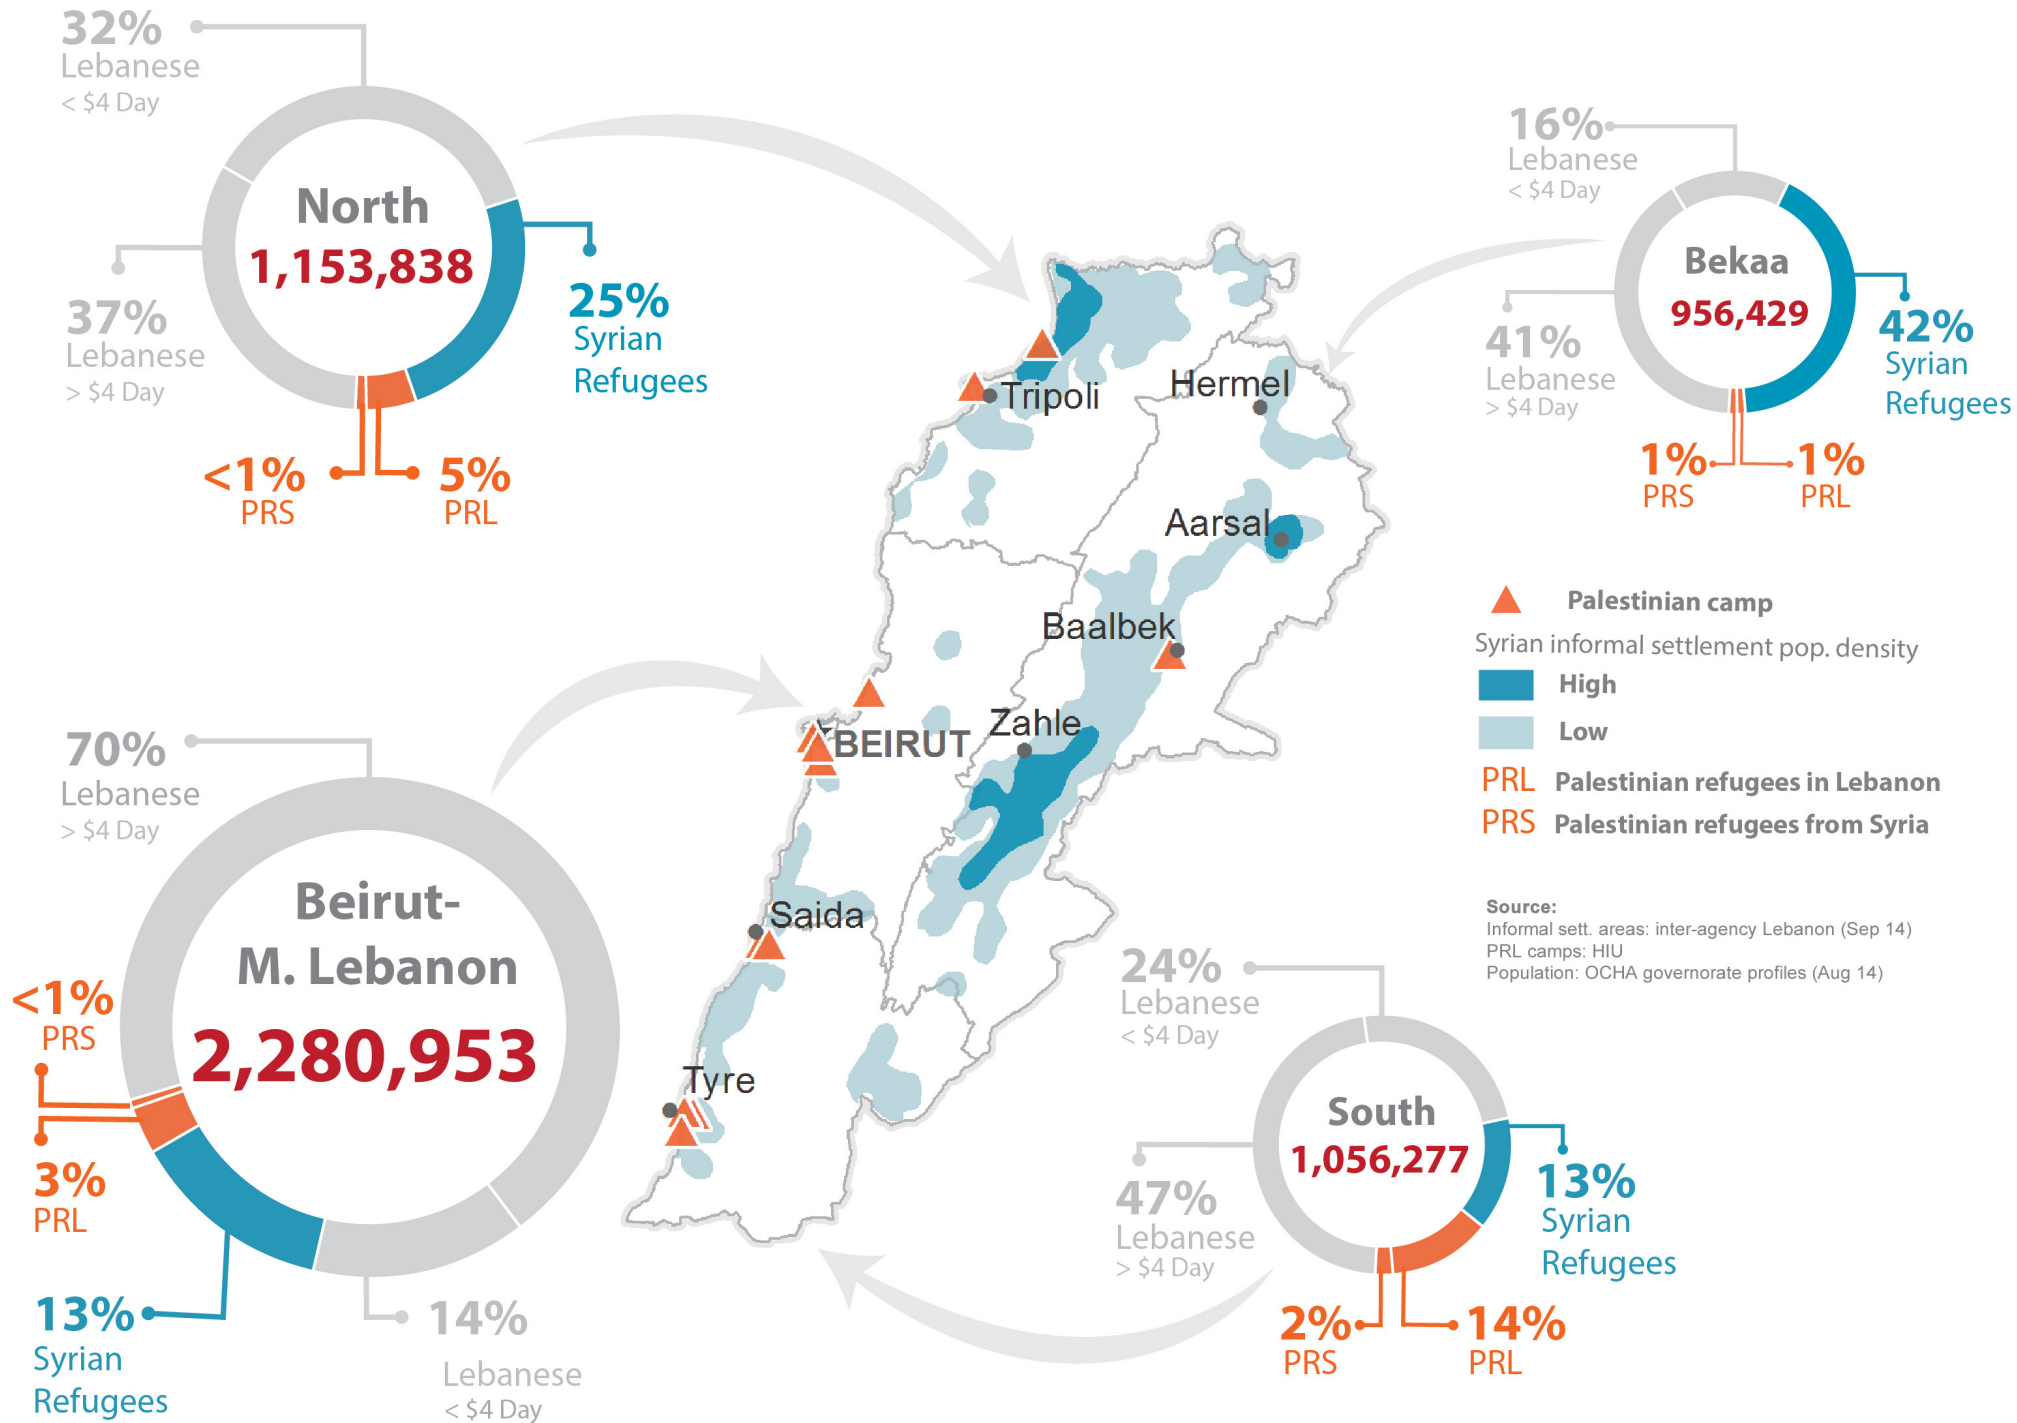 32%
Lebanese
< $4 Day
North
1,153,838
37%
Lebanese
> $4 Day
25%
Syrian
Refugees
<1%
PRS
5%
PRL
16%
Lebanese
< $4 Day
Bekaa
956,429
41%
Lebanese
> $4 Day
42%
Syrian
Refugees
1%
PRS
1%
PRL
Tripoli
Hermel
Aarsal
Baalbek
Zahle
BEIRUT
Saida
Tyre
Palestinian camp
Syrian informal settlement pop. density
High
Low
PRL Palestinian refugees in Lebanon
PRS Palestinian refugees from Syria
Source:
Informal sett. areas: inter-agency Lebanon (Sep 14)
PRL camps: HIU
Population: OCHA governorate profiles (Aug 14)
70%
Lebanese
> $4 Day
Beirut-
M. Lebanon
2,280,953
<1%
PRS
3%
PRL
13%
Syrian
Refugees
14%
Lebanese
< $4 Day
24%
Lebanese
< $4 Day
South
1,056,277
47%
Lebanese
> $4 Day
13%
Syrian
Refugees
2%
PRS
14%
PRL